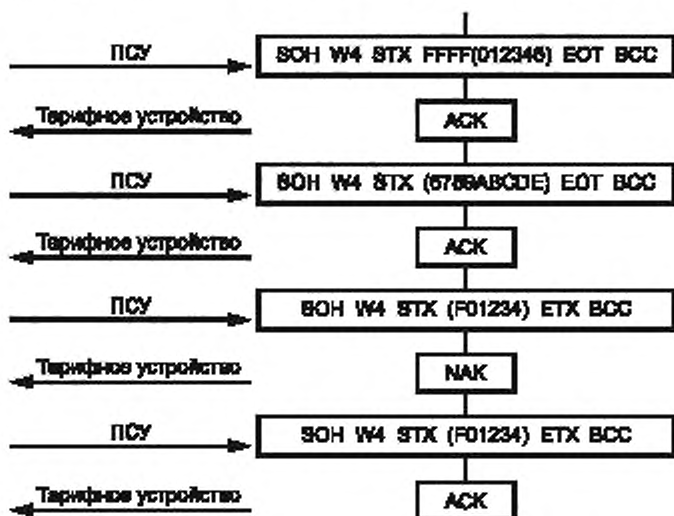 ПСУ SOH W4 STX FFFF(012345) EOT BCC
Тарифное устройство ACK
ПСУ SOH W4 STX (6789ABCDE) EOT BCC
Тарифное устройство ACK
ПСУ SOH W4 STX (F01234) ETX BCC
Тарифное устройство NAK
ПСУ SOH W4 STX (F01234) ETX BCC
Тарифное устройство ACK